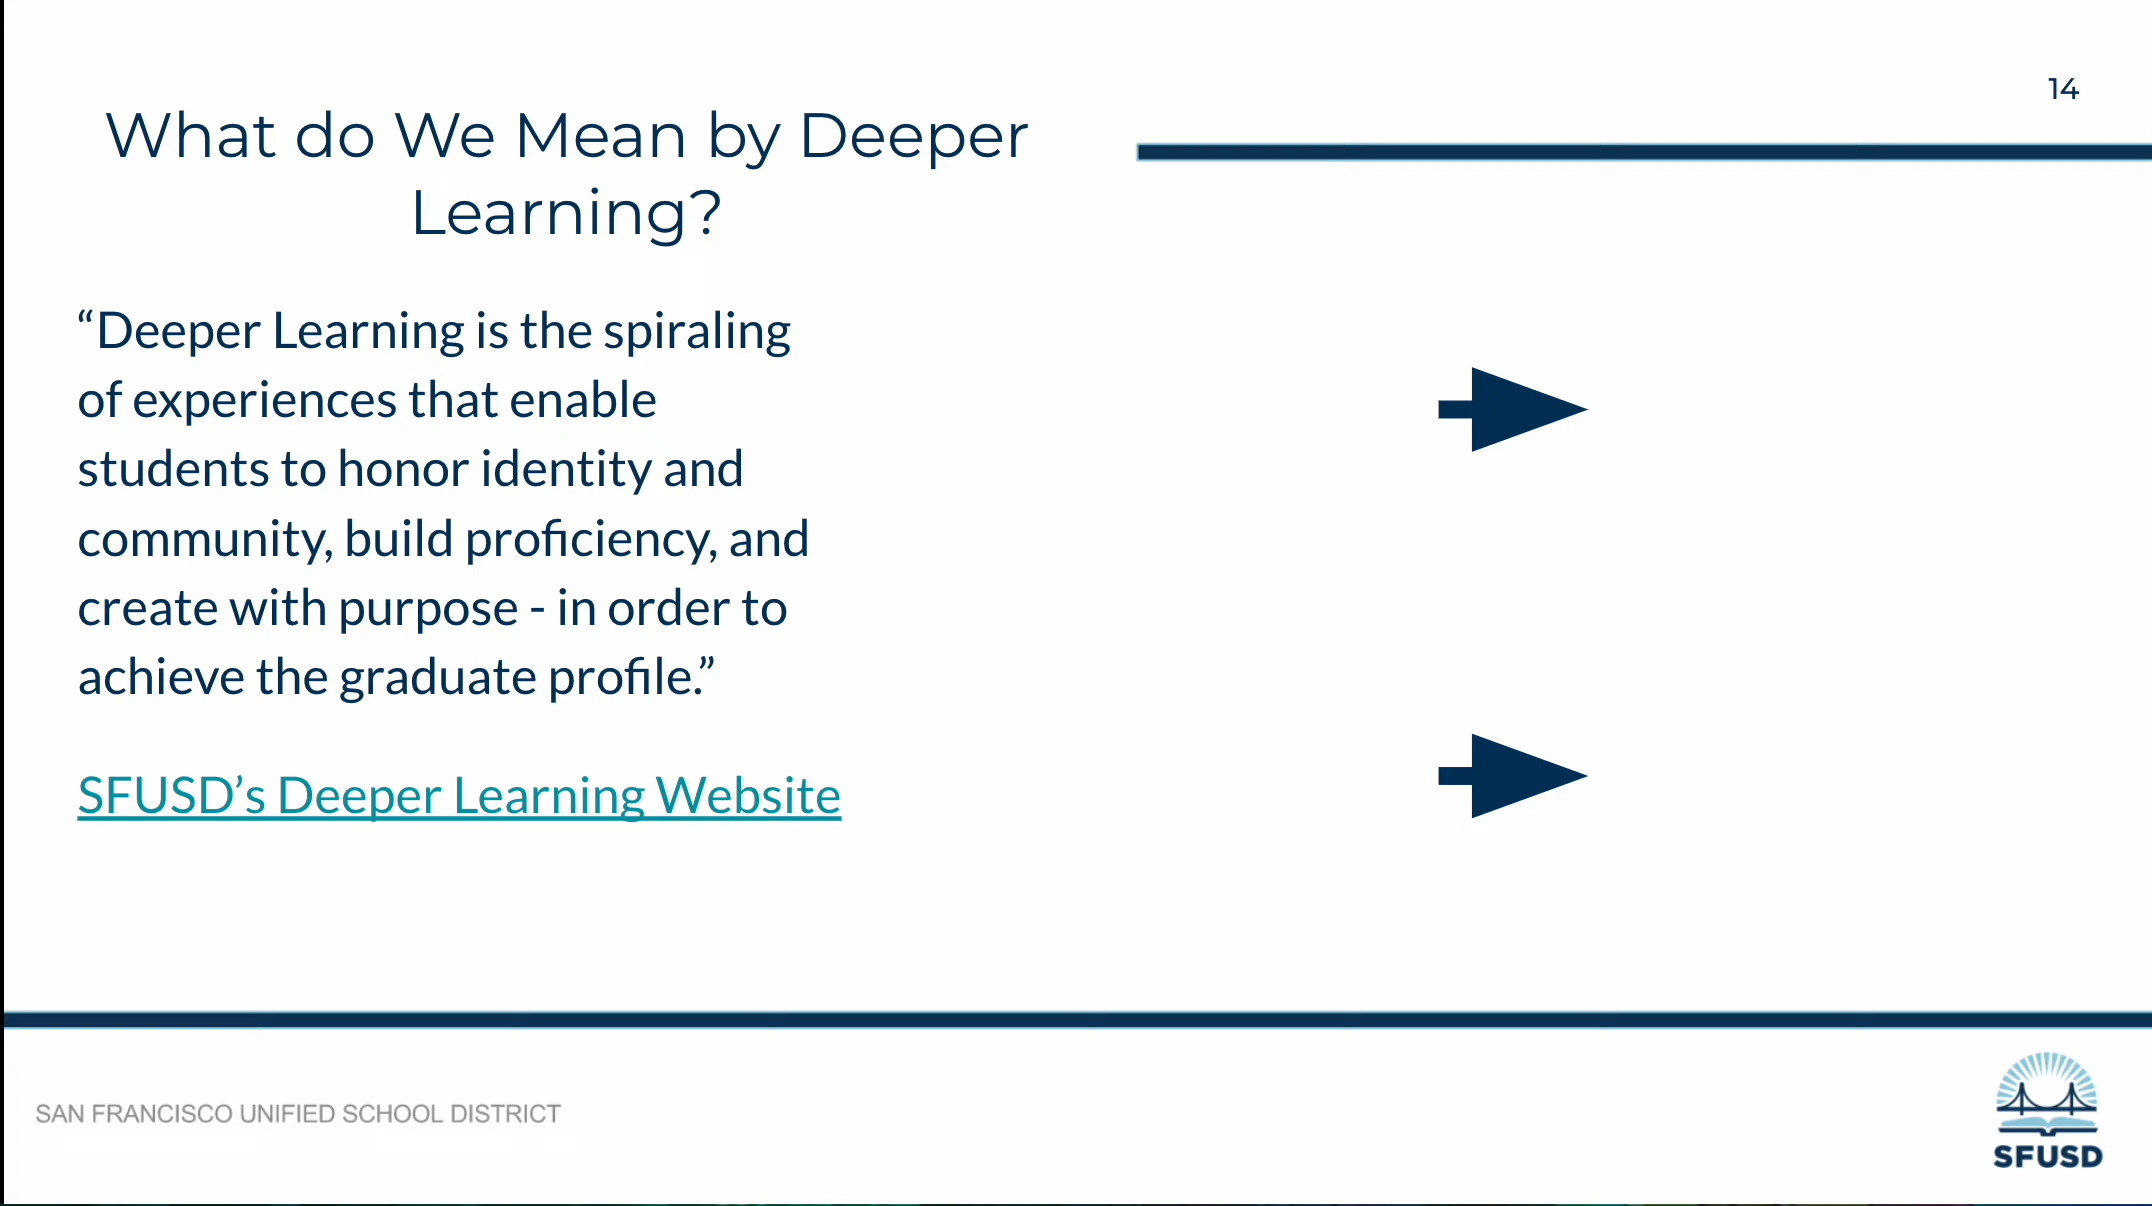 14
What do We Mean by Deeper
Learning?
“Deeper Learning is the spiraling
of experiences that enable
students to honor identity and
community, build proficiency, and
create with purpose - in order to
achieve the graduate profile.”
SFUSD’s Deeper Learning Website
SAN FRANCISCO UNIFIED SCHOOL DISTRICT
SFUSD